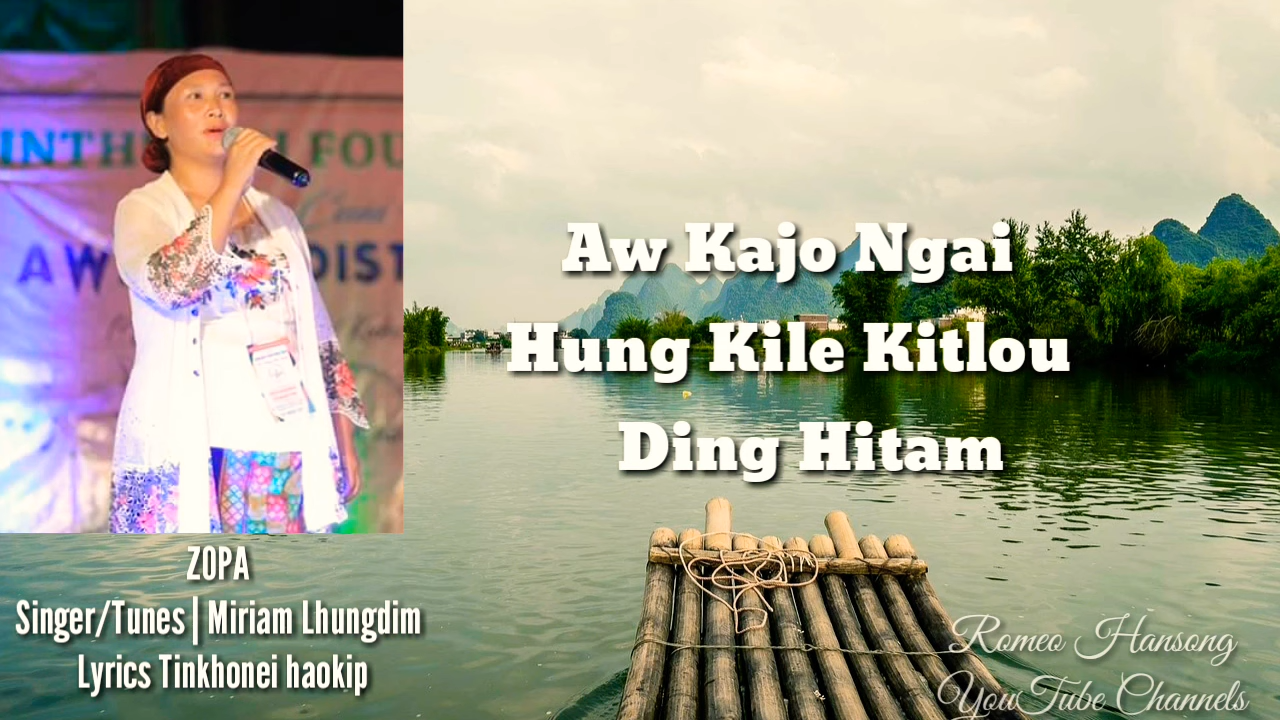 Aw Kajo Ngai
Hung Kile Kitlou
Ding Hitam
ZOPA
Singer/Tunes | Miriam Lhungdim
Lyrics Tinkhonei haokip
Romeo Hansong
YouTube Channels